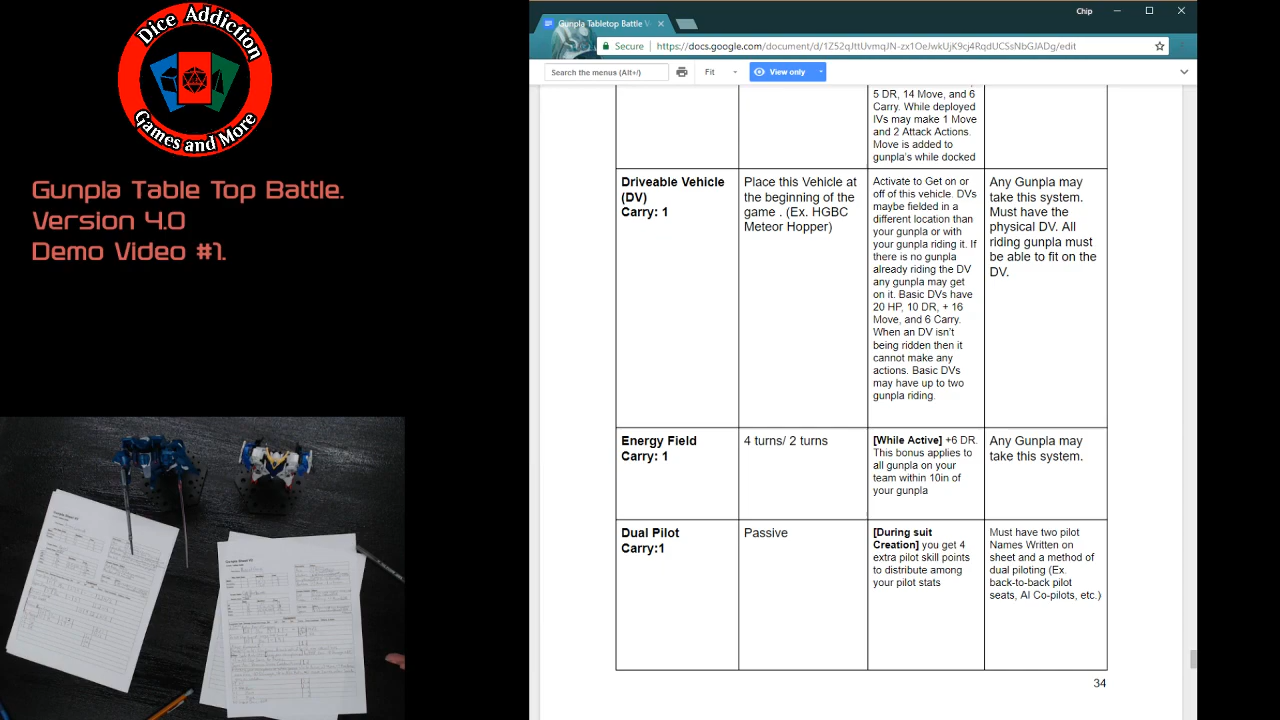 Dice Addiction
Games and More
Gunpla Table Top Battle.
Version 4.0
Demo Video #1.
Chip
Gunpla Tabletop Battle V
Secure
https://docs.google.com/document/d/1Z52qJttUvmqJN-zx1OeJwkUjK9cj4RqdUCSsNbGJADg/edit
Search the menus (Alt+/)
Fit
View only
5 DR, 14 Move, and 6
Carry. While deployed
IVs may make 1 Move
and 2 Attack Actions.
Move is added to
gunpla's while docked
Driveable Vehicle
(DV)
Carry: 1
Place this Vehicle at
the beginning of the
game . (Ex. HGBC
Meteor Hopper)
Activate to Get on or
off of this vehicle. DVs
maybe fielded in a
different location than
your gunpla or with
your gunpla riding it. If
there is no gunpla
already riding the DV
any gunpla may get
on it. Basic DVs have
20 HP, 10 DR, + 16
Move, and 6 Carry.
When an DV isn't
being ridden then it
cannot make any
actions. Basic DVs
may have up to two
gunpla riding.
Any Gunpla may
take this system.
Must have the
physical DV. All
riding gunpla must
be able to fit on the
DV.
Energy Field
Carry: 1
4 turns/ 2 turns
[While Active] +6 DR.
This bonus applies to
all gunpla on your
team within 10in of
your gunpla
Any Gunpla may
take this system.
Dual Pilot
Carry:1
Passive
[During suit
Creation] you get 4
extra pilot skill points
to distribute among
your pilot stats
Must have two pilot
Names Written on
sheet and a method of
dual piloting (Ex.
back-to-back pilot
seats, AI Co-pilots, etc.)
34